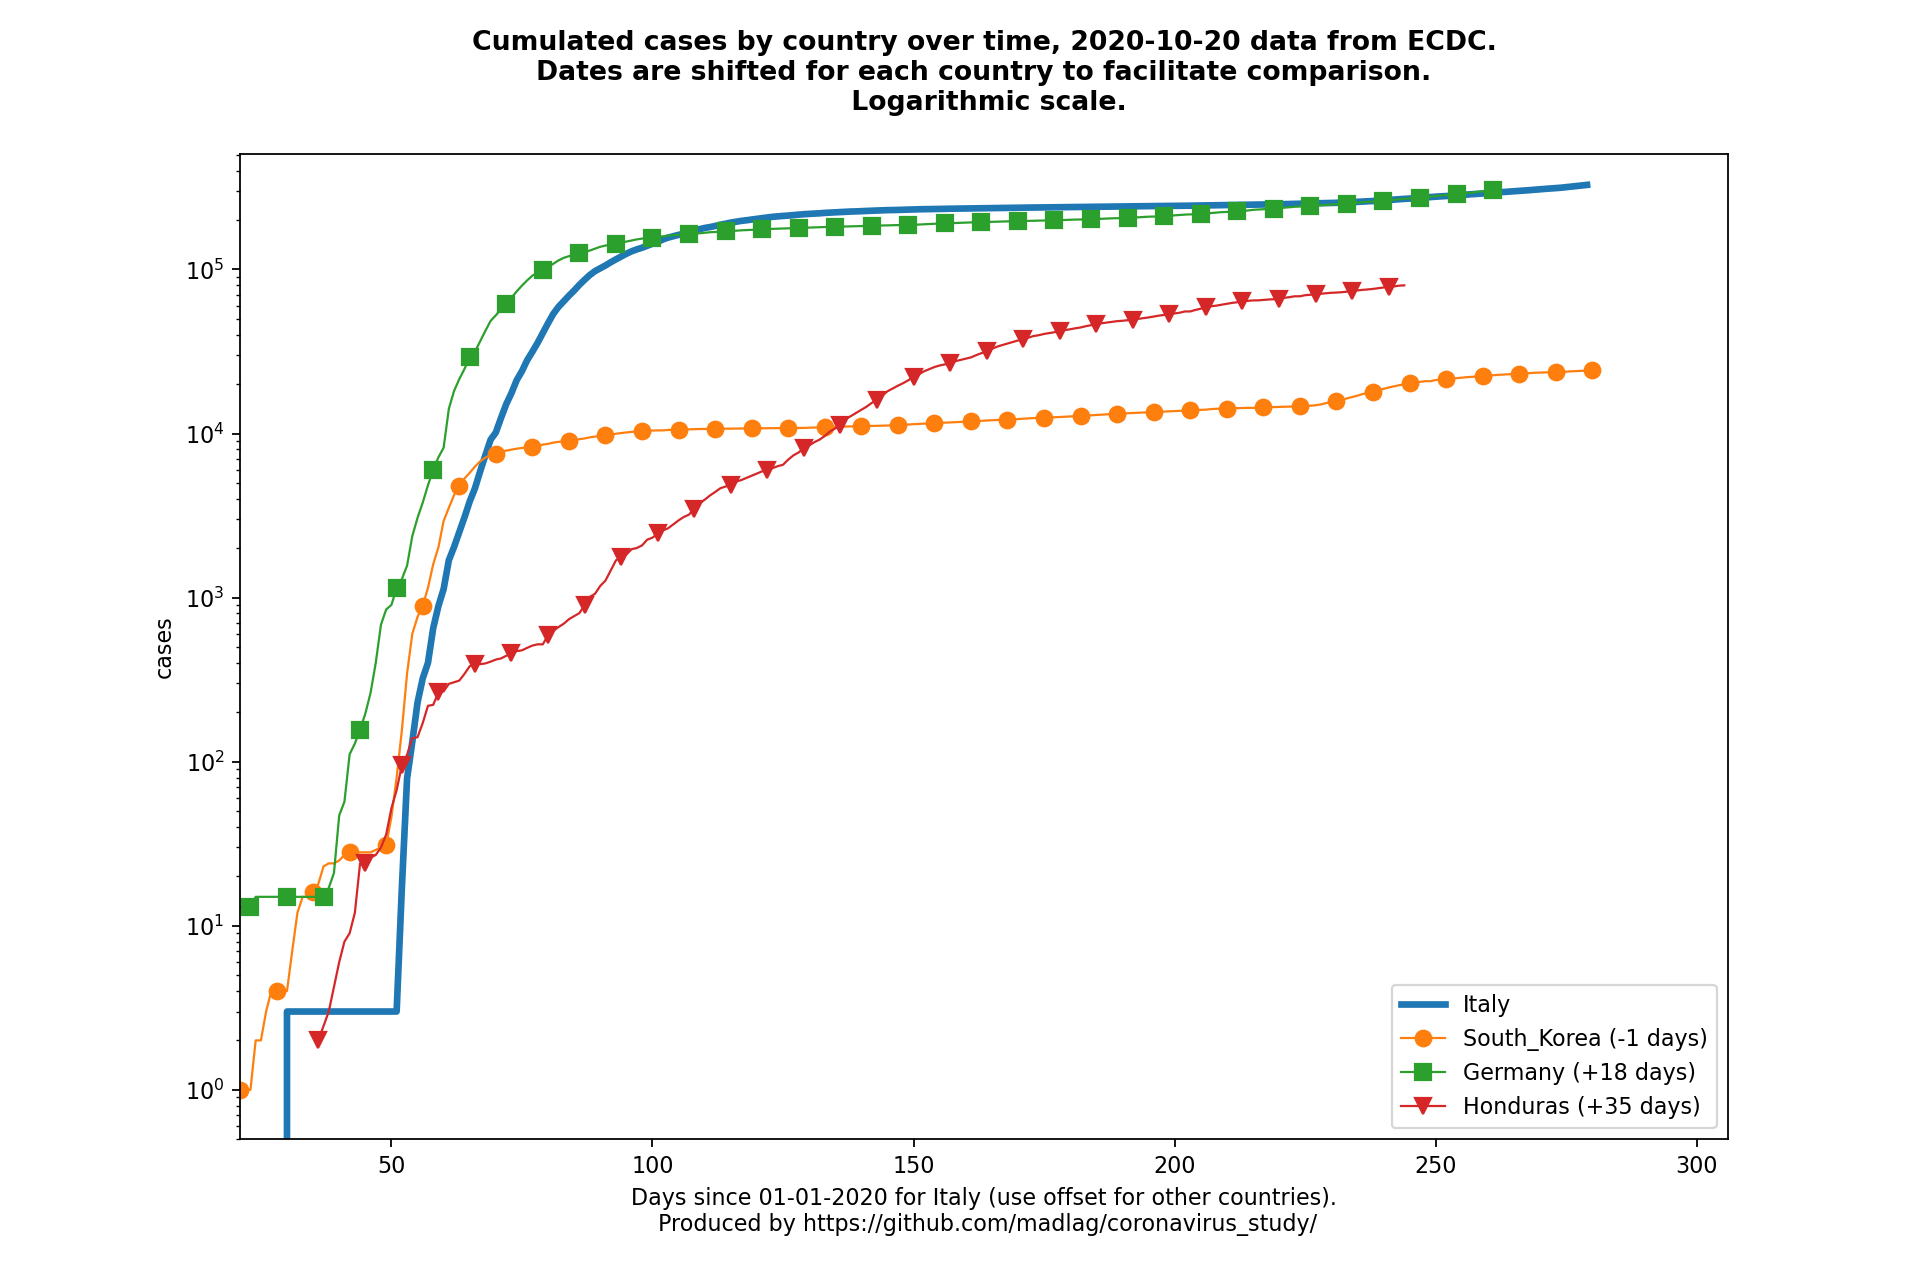 Cumulated cases by country over time, 2020-10-20 data from ECDC.
Dates are shifted for each country to facilitate comparison.
Logarithmic scale.
10^5
10^4
10^3
10^2
10^1
10^0
cases
50 100 150 200 250 300
Days since 01-01-2020 for Italy (use offset for other countries).
Produced by https://github.com/madlag/coronavirus_study/
Italy
South_Korea (-1 days)
Germany (+18 days)
Honduras (+35 days)